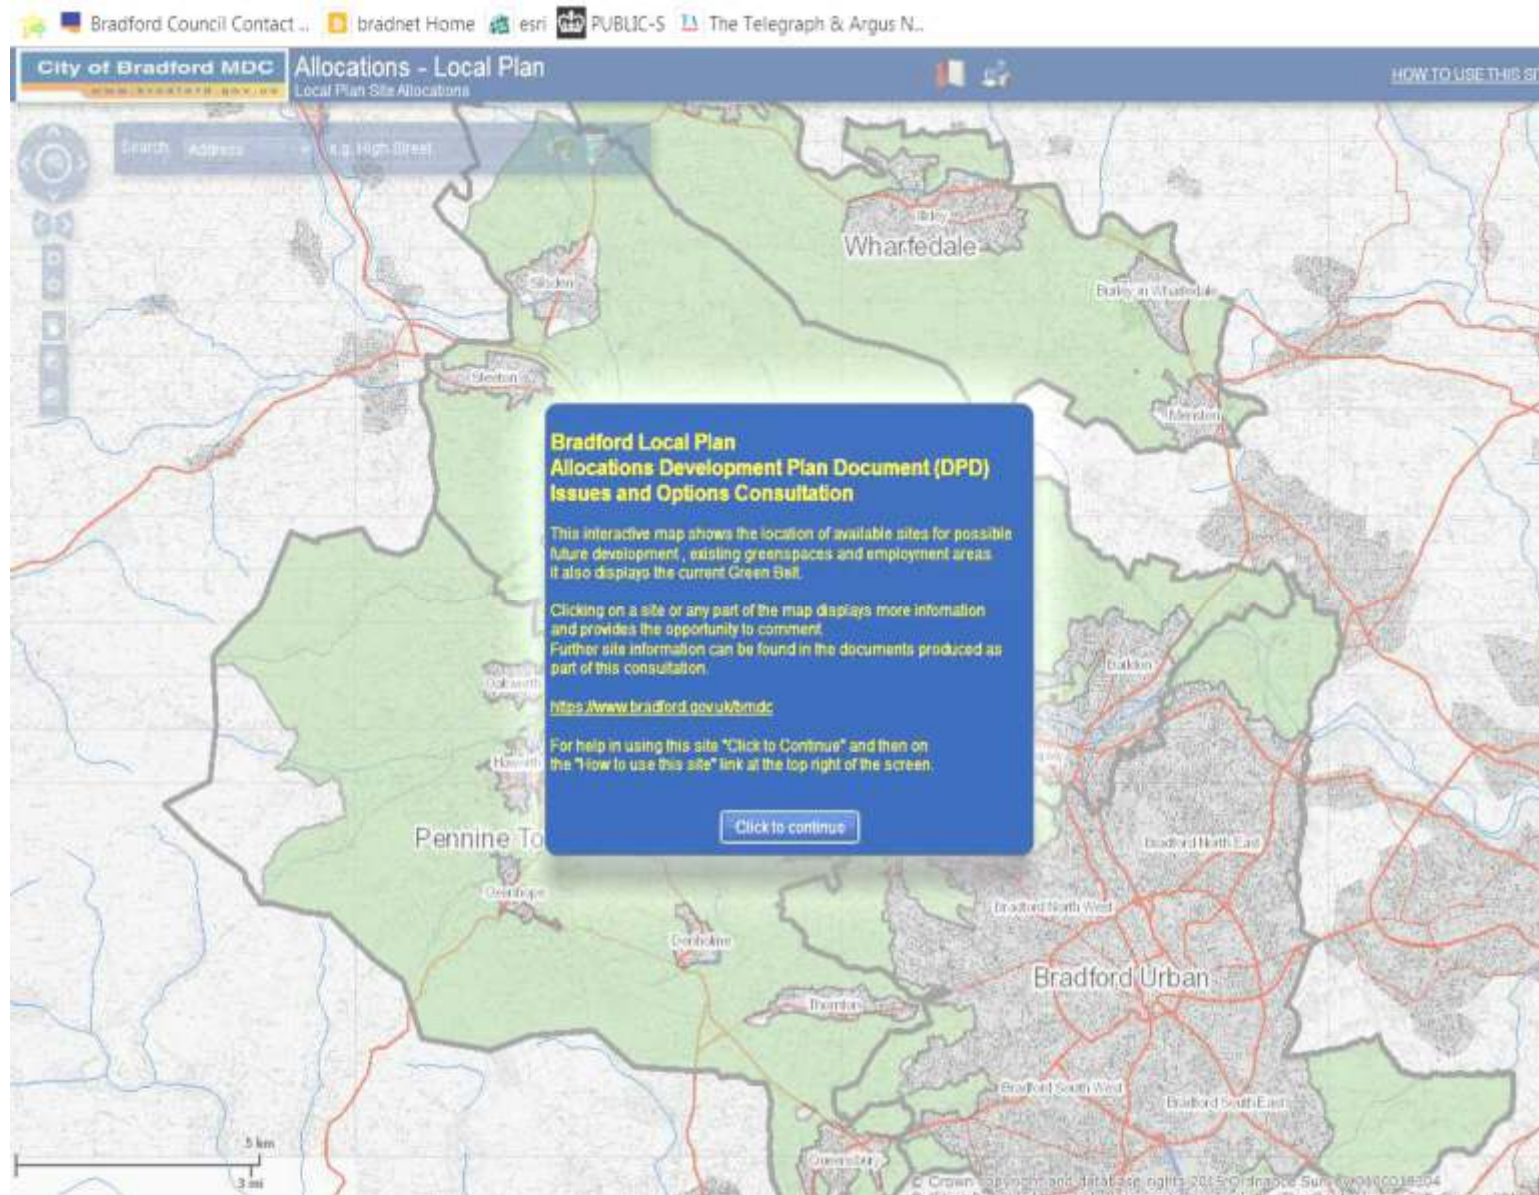 Bradford Council Contact ... bradnet Home esri PUBLIC-S The Telegraph & Argus N...
City of Bradford MDC
www.bradford.gov.uk
Allocations - Local Plan
Local Plan Site Allocations
HOW TO USE THIS SI
Search Address e.g. High Street
Ilkley
Wharfedale
Silsden
Burley in Wharfedale
Steeton
Menston
Bradford Local Plan
Allocations Development Plan Document (DPD)
Issues and Options Consultation
This interactive map shows the location of available sites for possible
future development , existing greenspaces and employment areas
It also displays the current Green Belt.
Clicking on a site or any part of the map displays more infomation
and provides the opportunity to comment.
Further site information can be found in the documents produced as
part of this consultation.
https://www.bradford.gov.uk/bmdc
For help in using this site "Click to Continue" and then on
the "How to use this site" link at the top right of the screen.
Click to continue
Baildon
Oakworth
Haworth
Pennine To
Bradford North East
Oxenhope
Bradford North West
Denholme
Bradford Urban
Thornton
Bradford South West
Bradford South East
Queensbury
5 km
3 mi
© Crown copyright and database rights 2015 Ordnance Survey 0100019304